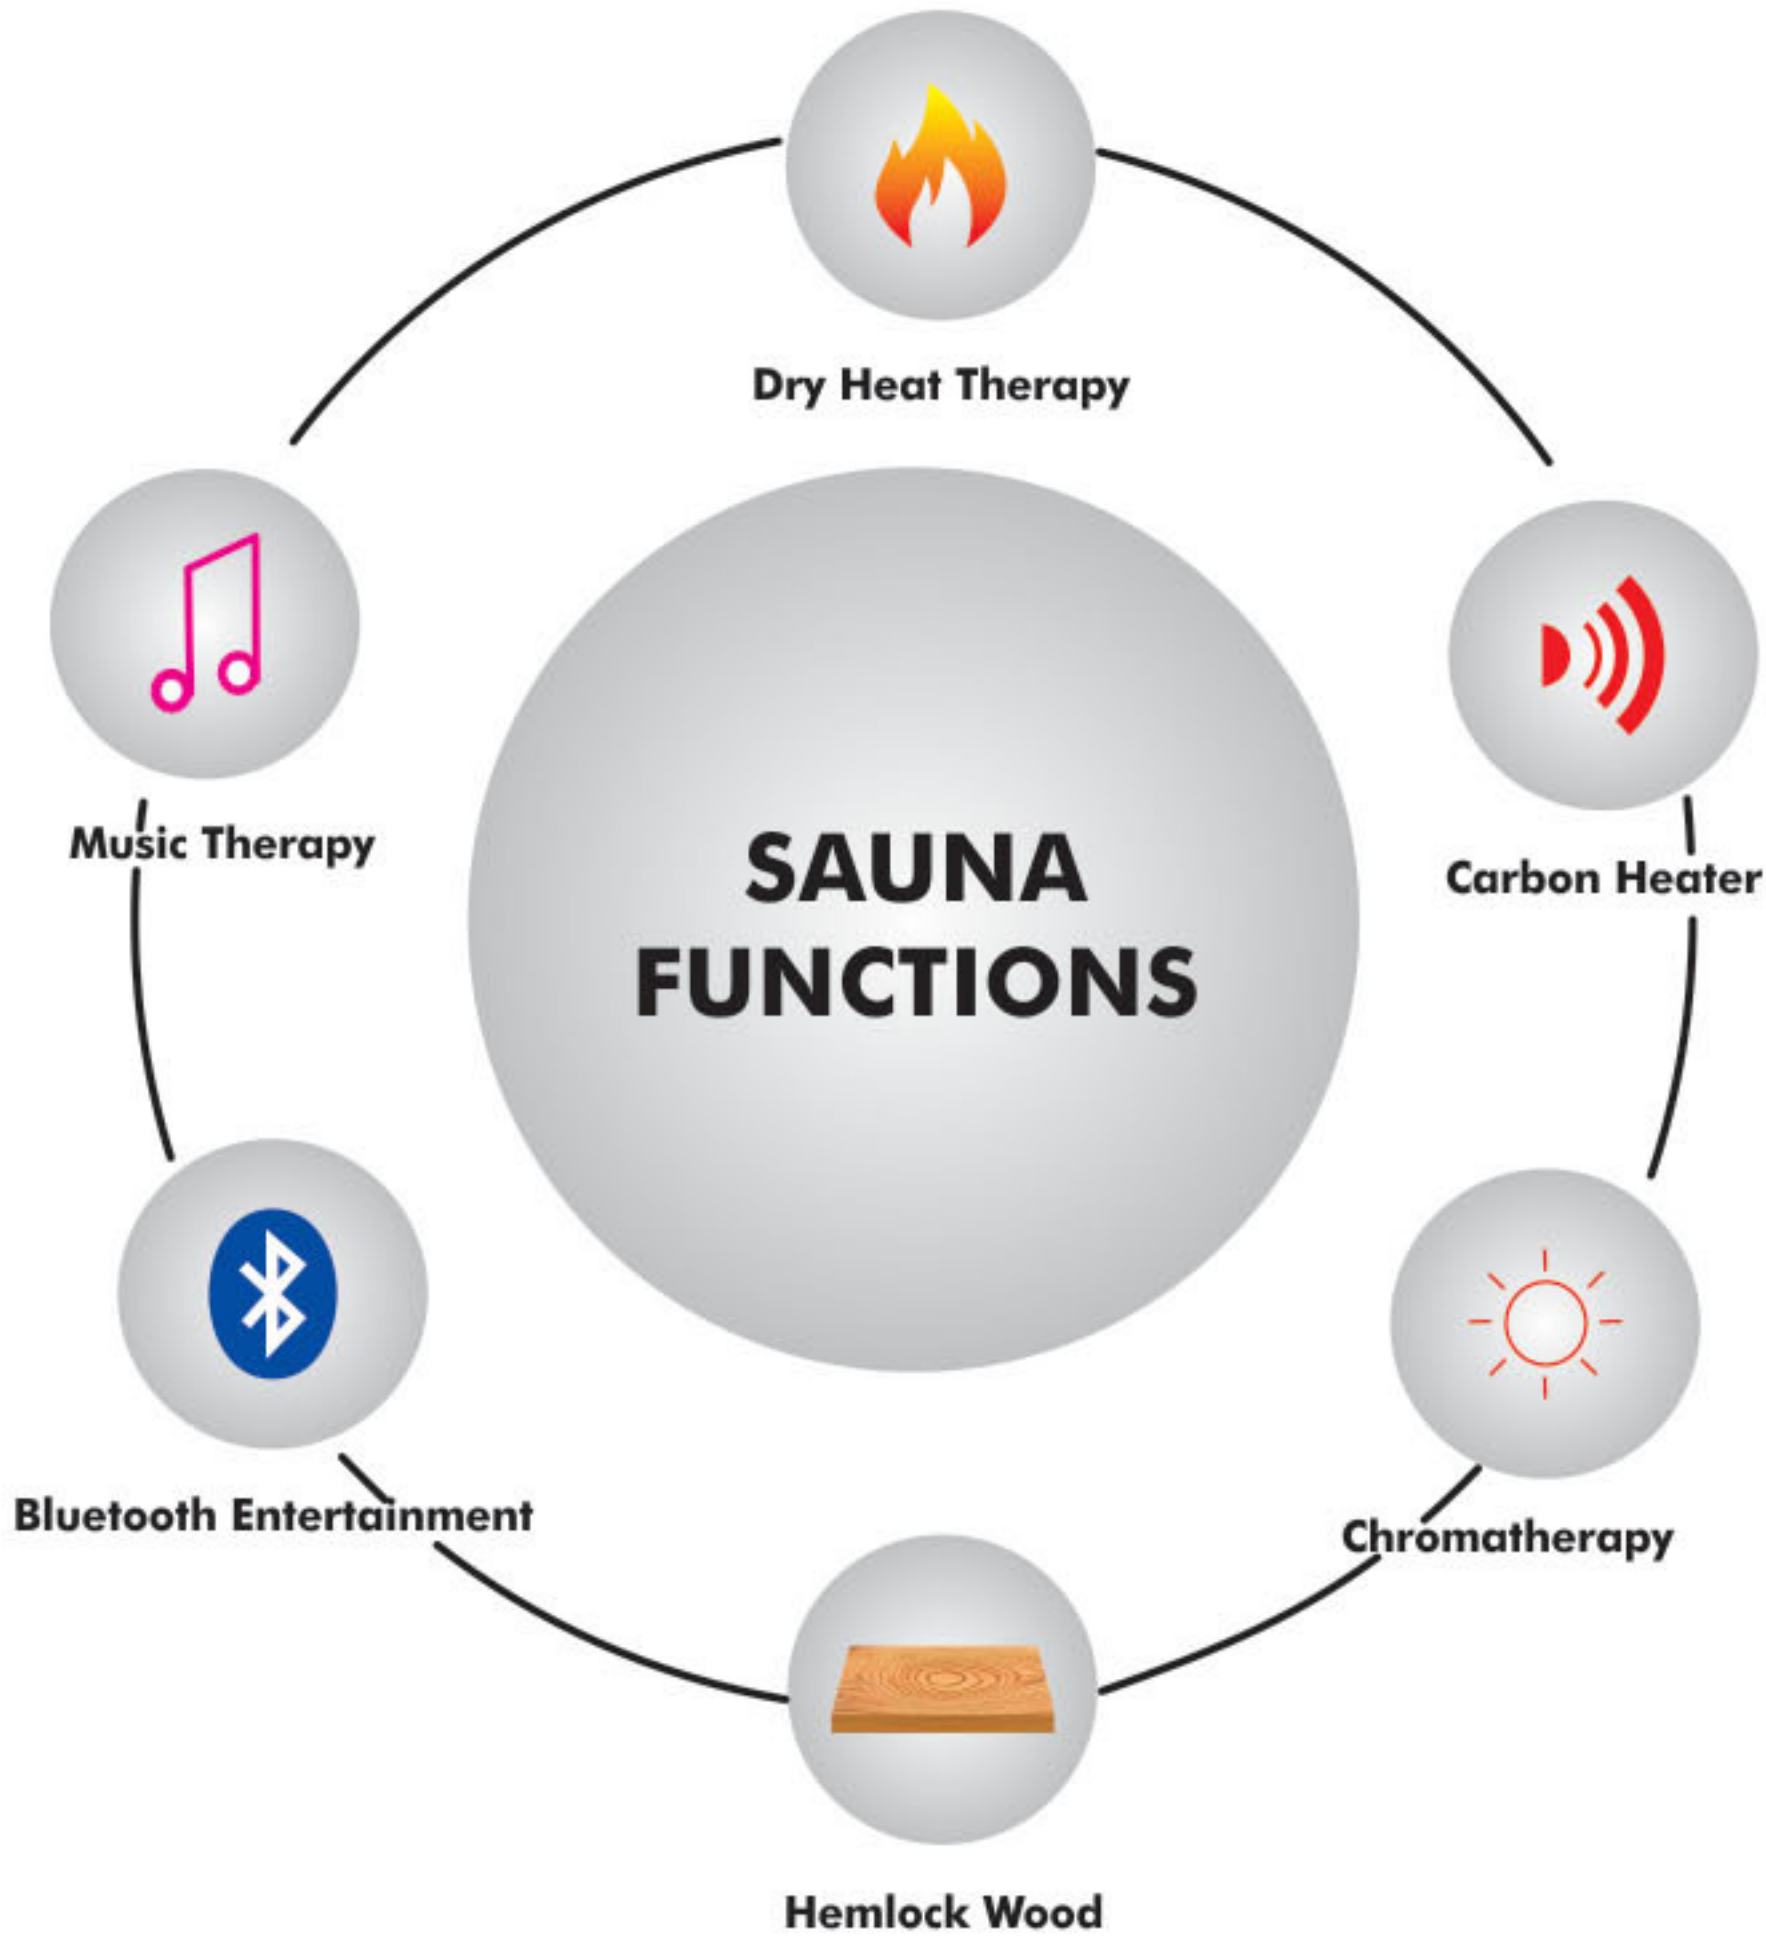 Dry Heat Therapy
Music Therapy
Carbon Heater
SAUNA
FUNCTIONS
Bluetooth Entertainment
Chromatherapy
Hemlock Wood